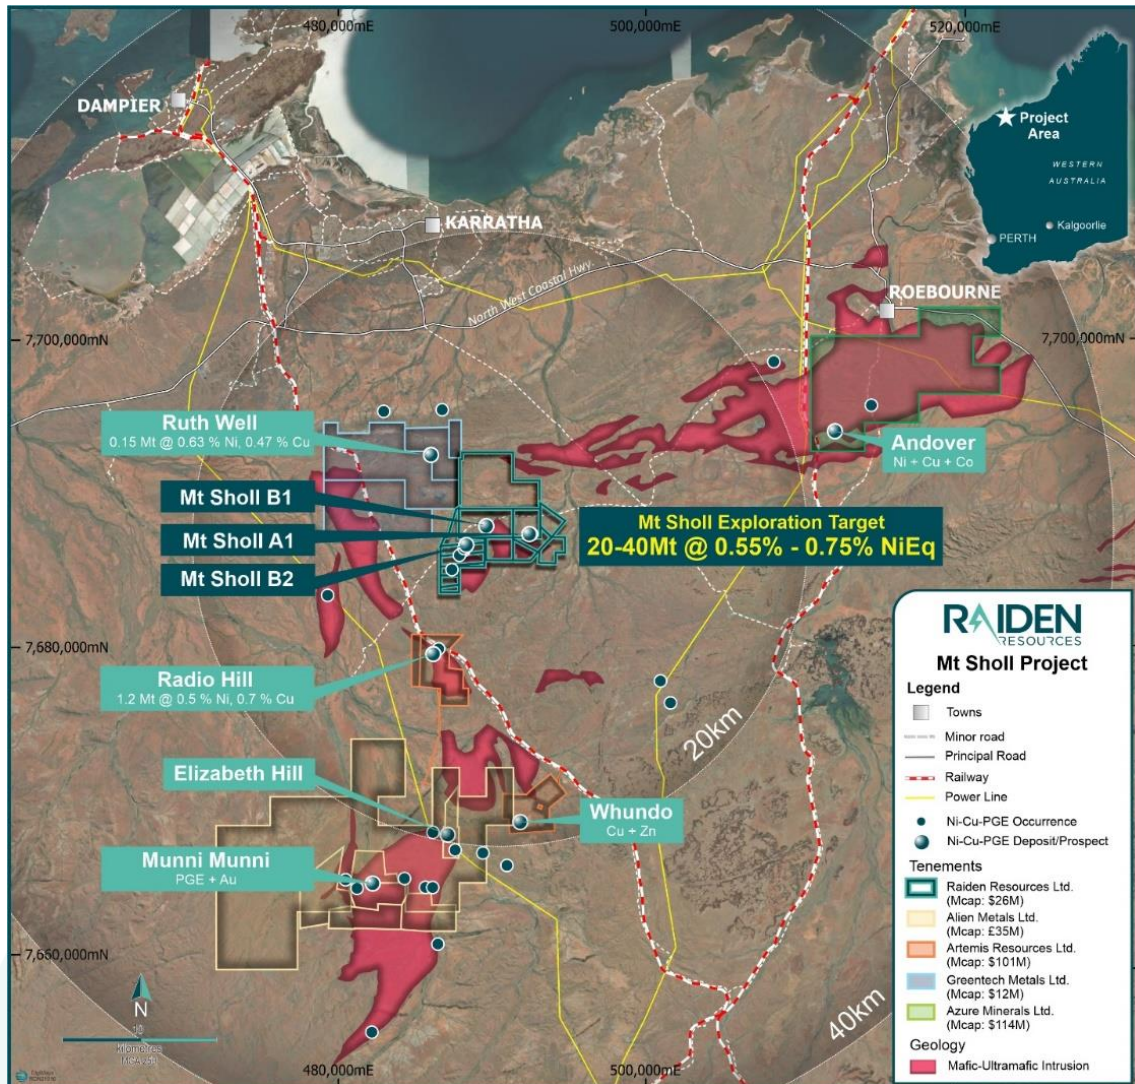 480,000mE
500,000mE
520,000mE
DAMPIER
KARRATHA
North West Coastal Hwy
ROEBOURNE
Project
Area
WESTERN
AUSTRALIA
Kalgoorlie
PERTH
7,700,000mN
7,700,000mN
Ruth Well
0.15 Mt @ 0.63 % Ni, 0.47 % Cu
Andover
Ni + Cu + Co
Mt Sholl B1
Mt Sholl A1
Mt Sholl B2
Mt Sholl Exploration Target
20-40Mt @ 0.55% - 0.75% NiEq
7,680,000mN
Radio Hill
1.2 Mt @ 0.5 % Ni, 0.7 % Cu
20km
Elizabeth Hill
Whundo
Cu + Zn
Munni Munni
PGE + Au
7,660,000mN
40km
N
10
kilometres
480,000mE
500,000mE
RAIDEN
RESOURCES
Mt Sholl Project
Legend
Towns
Minor road
Principal Road
Railway
Power Line
Ni-Cu-PGE Occurrence
Ni-Cu-PGE Deposit/Prospect
Tenements
Raiden Resources Ltd.
(Mcap: $26M)
Alien Metals Ltd.
(Mcap: £35M)
Artemis Resources Ltd.
(Mcap: $101M)
Greentech Metals Ltd.
(Mcap: $12M)
Azure Minerals Ltd.
(Mcap: $114M)
Geology
Mafic-Ultramafic Intrusion